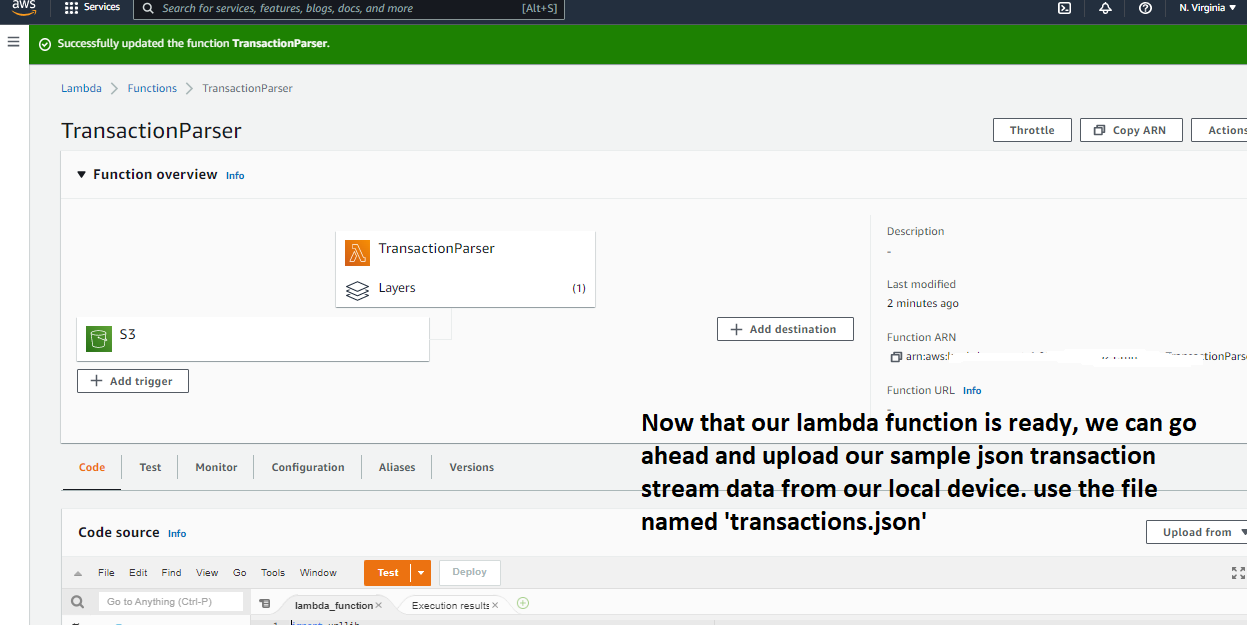 aws
Services
Search for services, features, blogs, docs, and more
[Alt+S]
N. Virginia
Successfully updated the function TransactionParser.
Lambda
Functions
TransactionParser
TransactionParser
Throttle
Copy ARN
Actions
Function overview
Info
TransactionParser
Layers
(1)
S3
Add trigger
Add destination
Description
-
Last modified
2 minutes ago
Function ARN
arn:aws:
Function URL Info
-
Now that our lambda function is ready, we can go
ahead and upload our sample json transaction
stream data from our local device. use the file
named 'transactions.json'
Code
Test
Monitor
Configuration
Aliases
Versions
Code source
Info
Upload from
File
Edit
Find
View
Go
Tools
Window
Test
Deploy
Go to Anything (Ctrl-P)
lambda_function
Execution results
1
import urllib